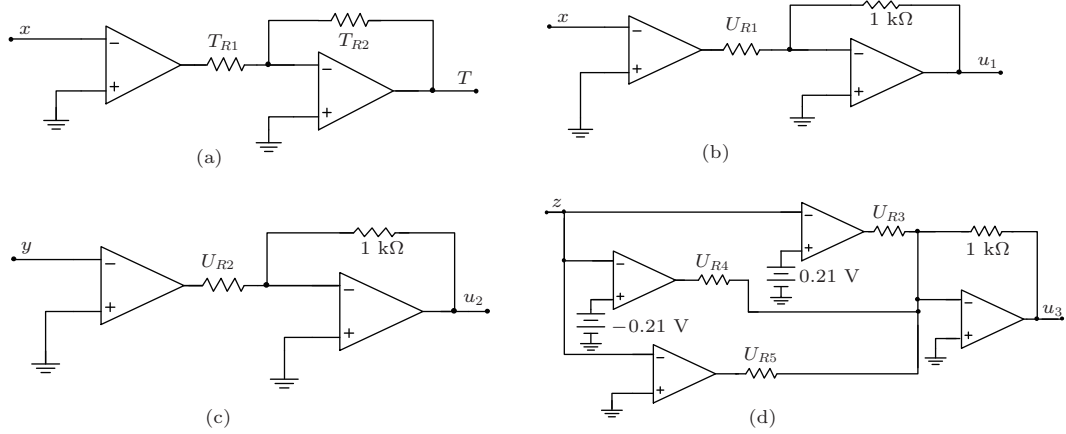 x
−
+
T_{R1}
T_{R2}
−
+
T
(a)
x
−
+
U_{R1}
1 kΩ
−
+
u_1
(b)
y
−
+
U_{R2}
1 kΩ
−
+
u_2
(c)
z
−
+
U_{R3}
1 kΩ
0.21 V
−
+
U_{R4}
−0.21 V
−
+
u_3
−
+
U_{R5}
(d)